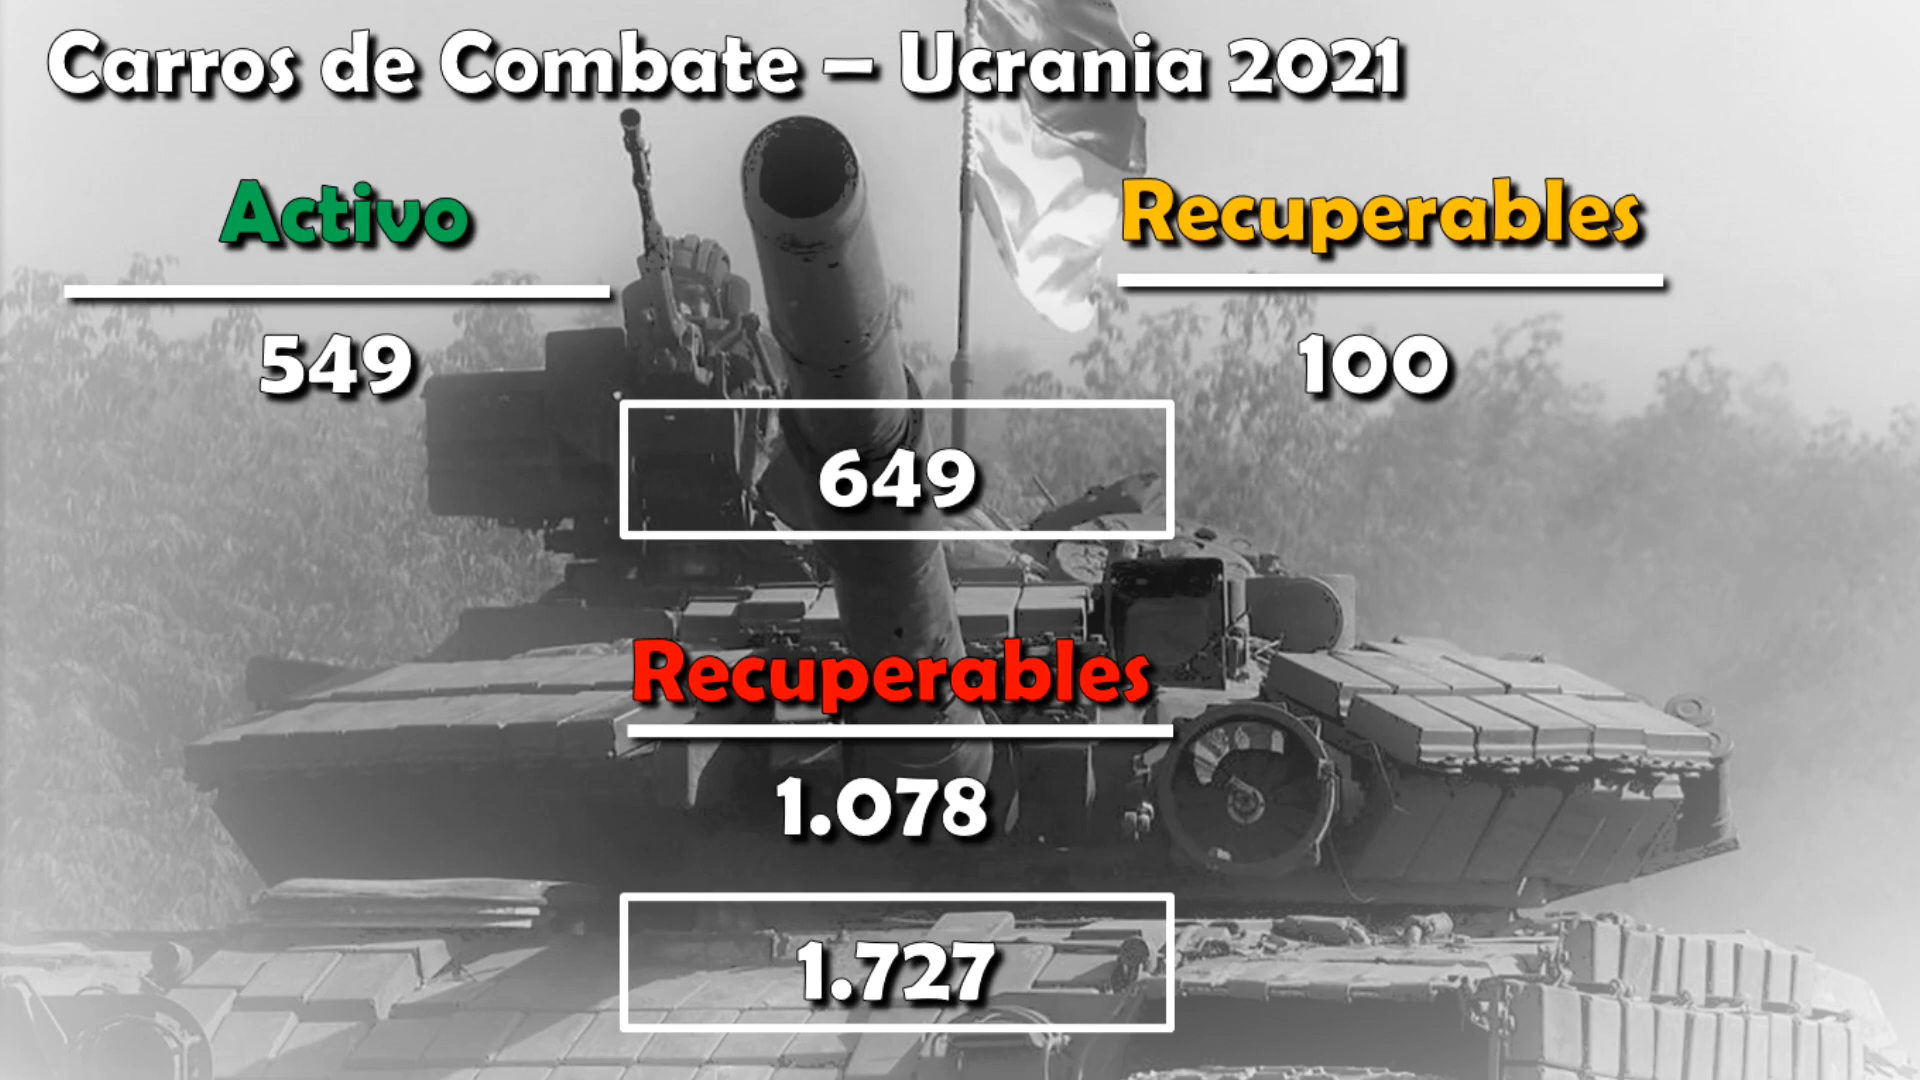 Carros de Combate – Ucrania 2021
Activo
Recuperables
549
100
649
Recuperables
1.078
1.727